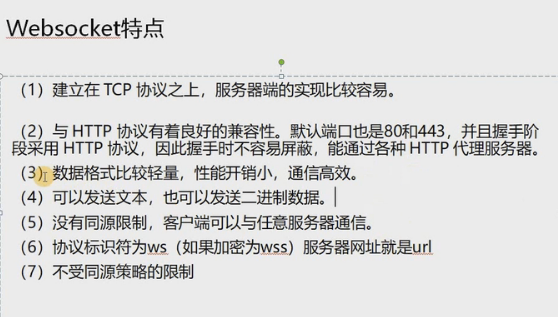 Websocket特点
（1）建立在 TCP 协议之上，服务器端的实现比较容易。
（2）与 HTTP 协议有着良好的兼容性。默认端口也是80和443，并且握手阶
段采用 HTTP 协议，因此握手时不容易屏蔽，能通过各种 HTTP 代理服务器。
（3）数据格式比较轻量，性能开销小，通信高效。
（4）可以发送文本，也可以发送二进制数据。
（5）没有同源限制，客户端可以与任意服务器通信。
（6）协议标识符为ws（如果加密为wss）服务器网址就是url
（7）不受同源策略的限制